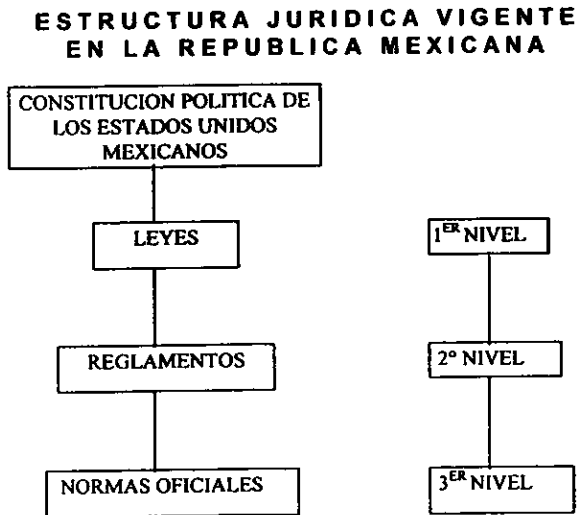 ESTRUCTURA JURIDICA VIGENTE
EN LA REPUBLICA MEXICANA
CONSTITUCION POLITICA DE
LOS ESTADOS UNIDOS
MEXICANOS
LEYES
1ER NIVEL
REGLAMENTOS
2º NIVEL
NORMAS OFICIALES
3ER NIVEL